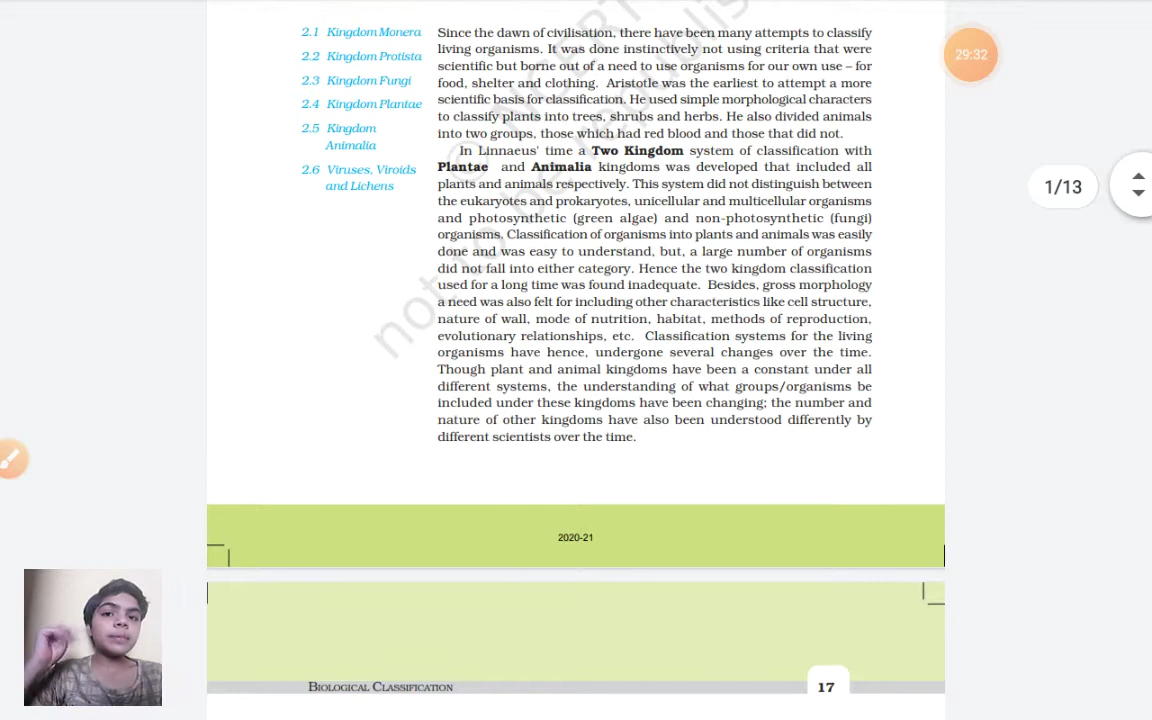 2.1 Kingdom Monera
2.2 Kingdom Protista
2.3 Kingdom Fungi
2.4 Kingdom Plantae
2.5 Kingdom
Animalia
2.6 Viruses, Viroids
and Lichens
Since the dawn of civilisation, there have been many attempts to classify
living organisms. It was done instinctively not using criteria that were
scientific but borne out of a need to use organisms for our own use – for
food, shelter and clothing. Aristotle was the earliest to attempt a more
scientific basis for classification. He used simple morphological characters
to classify plants into trees, shrubs and herbs. He also divided animals
into two groups, those which had red blood and those that did not.
In Linnaeus' time a Two Kingdom system of classification with
Plantae and Animalia kingdoms was developed that included all
plants and animals respectively. This system did not distinguish between
the eukaryotes and prokaryotes, unicellular and multicellular organisms
and photosynthetic (green algae) and non-photosynthetic (fungi)
organisms. Classification of organisms into plants and animals was easily
done and was easy to understand, but, a large number of organisms
did not fall into either category. Hence the two kingdom classification
used for a long time was found inadequate. Besides, gross morphology
a need was also felt for including other characteristics like cell structure,
nature of wall, mode of nutrition, habitat, methods of reproduction,
evolutionary relationships, etc. Classification systems for the living
organisms have hence, undergone several changes over the time.
Though plant and animal kingdoms have been a constant under all
different systems, the understanding of what groups/organisms be
included under these kingdoms have been changing; the number and
nature of other kingdoms have also been understood differently by
different scientists over the time.
© NCERT
not to be republis
29:32
1/13
2020-21
BIOLOGICAL CLASSIFICATION
17